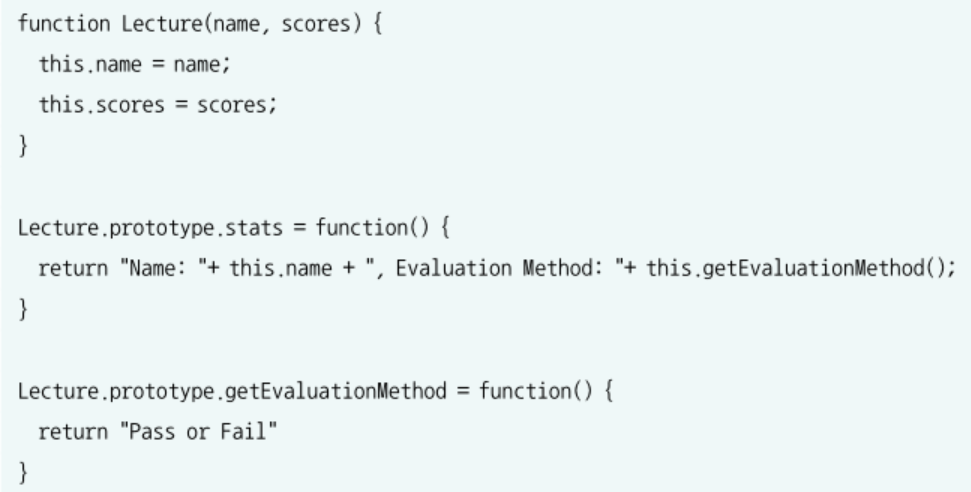 function Lecture(name, scores) {
  this.name = name;
  this.scores = scores;
}

Lecture.prototype.stats = function() {
  return "Name: "+ this.name + ", Evaluation Method: "+ this.getEvaluationMethod();
}

Lecture.prototype.getEvaluationMethod = function() {
  return "Pass or Fail"
}